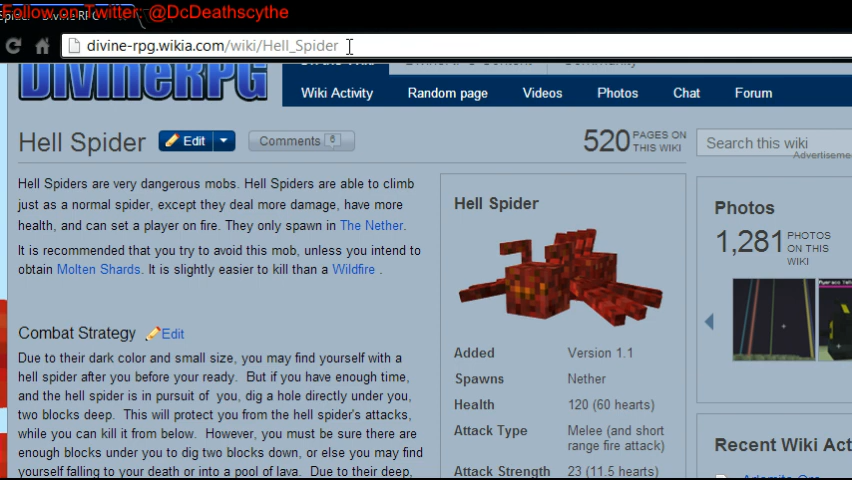 Follow on Twitter: @DcDeathscythe
divine-rpg.wikia.com/wiki/Hell_Spider
DIVINERPG
Wiki Activity Random page Videos Photos Chat Forum
Hell Spider Edit Comments 6 520 PAGES ON THIS WIKI Search this wiki
Advertiseme
Hell Spiders are very dangerous mobs. Hell Spiders are able to climb
just as a normal spider, except they deal more damage, have more
health, and can set a player on fire. They only spawn in The Nether.
It is recommended that you try to avoid this mob, unless you intend to
obtain Molten Shards. It is slightly easier to kill than a Wildfire .
Combat Strategy Edit
Due to their dark color and small size, you may find yourself with a
hell spider after you before your ready. But if you have enough time,
and the hell spider is in pursuit of you, dig a hole directly under you,
two blocks deep. This will protect you from the hell spider's attacks,
while you can kill it from below. However, you must be sure there are
enough blocks under you to dig two blocks down, or else you may find
yourself falling to your death or into a pool of lava. Due to their deep,
Hell Spider
Added Version 1.1
Spawns Nether
Health 120 (60 hearts)
Attack Type Melee (and short
range fire attack)
Attack Strength 23 (11.5 hearts)
Photos
1,281 PHOTOS
ON THIS
WIKI
Recent Wiki Act